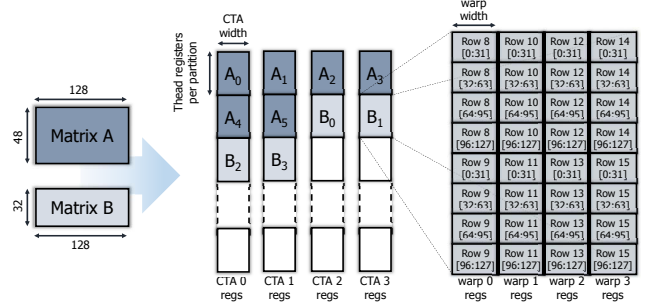 CTA
width
warp
width
Thead registers
per partition
128
48
Matrix A
32
Matrix B
128
A0 A1 A2 A3
A4 A5 B0 B1
B2 B3
CTA 0 CTA 1 CTA 2 CTA 3
regs regs regs regs
Row 8 Row 10 Row 12 Row 14
[0:31] [0:31] [0:31] [0:31]
Row 8 Row 10 Row 12 Row 14
[32:63] [32:63] [32:63] [32:63]
Row 8 Row 10 Row 12 Row 14
[64:95] [64:95] [64:95] [64:95]
Row 8 Row 10 Row 12 Row 14
[96:127] [96:127] [96:127] [96:127]
Row 9 Row 11 Row 13 Row 15
[0:31] [0:31] [0:31] [0:31]
Row 9 Row 11 Row 13 Row 15
[32:63] [32:63] [32:63] [32:63]
Row 9 Row 11 Row 13 Row 15
[64:95] [64:95] [64:95] [64:95]
Row 9 Row 11 Row 13 Row 15
[96:127] [96:127] [96:127] [96:127]
warp 0 warp 1 warp 2 warp 3
regs regs regs regs